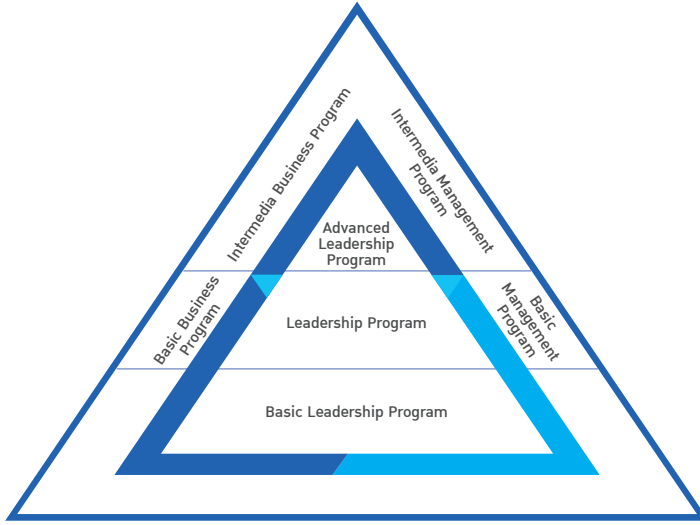 Intermedia Business Program
Intermedia Management
Program
Advanced
Leadership
Program
Basic Business
Program
Leadership Program
Basic
Management
Program
Basic Leadership Program